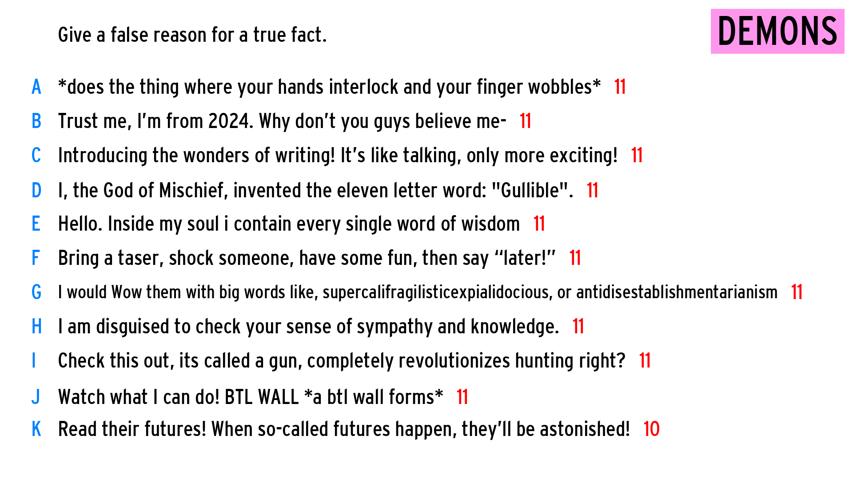 Give a false reason for a true fact.
DEMONS
A *does the thing where your hands interlock and your finger wobbles* 11
B Trust me, I'm from 2024. Why don't you guys believe me- 11
C Introducing the wonders of writing! It's like talking, only more exciting! 11
D I, the God of Mischief, invented the eleven letter word: "Gullible". 11
E Hello. Inside my soul i contain every single word of wisdom 11
F Bring a taser, shock someone, have some fun, then say “later!” 11
G I would Wow them with big words like, supercalifragilisticexpialidocious, or antidisestablishmentarianism 11
H I am disguised to check your sense of sympathy and knowledge. 11
I Check this out, its called a gun, completely revolutionizes hunting right? 11
J Watch what I can do! BTL WALL *a btl wall forms* 11
K Read their futures! When so-called futures happen, they'll be astonished! 10